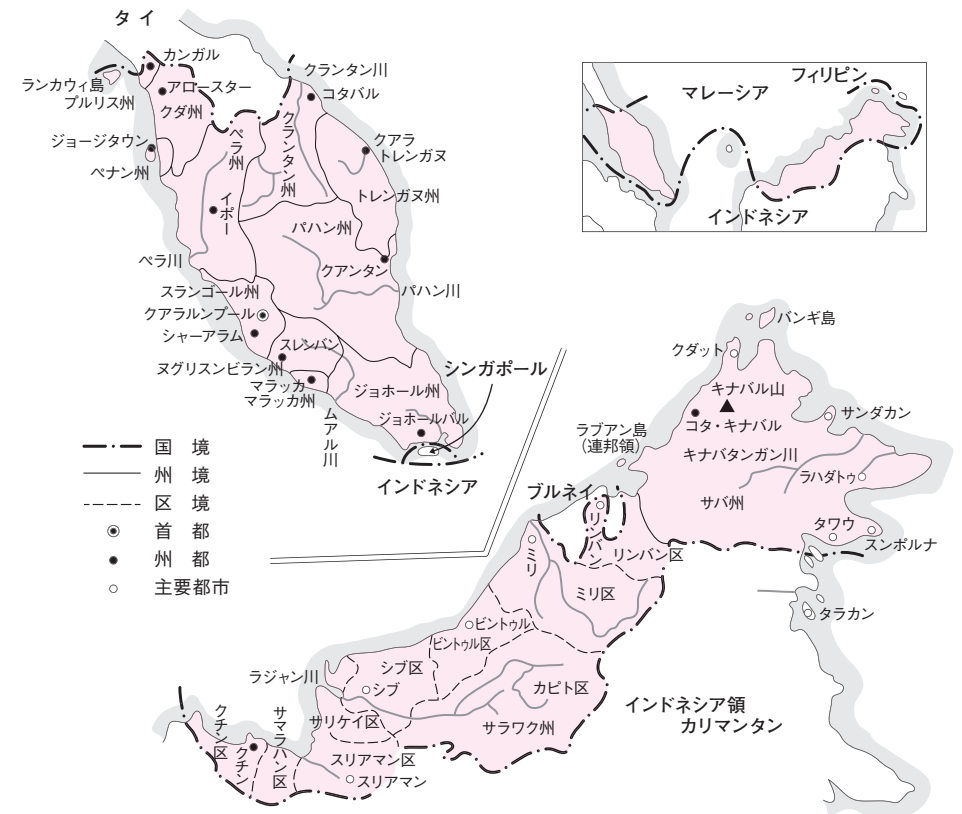 タイ
カンガル
ランカウィ島
プルリス州
アロースター
クダ州
クランタン川
コタバル
ジョージタウン
ペナン州
ペラ州
クランタン州
クアラ
トレンガヌ
トレンガヌ州
イポー
パハン州
ペラ川
クアンタン
スランゴール州
パハン川
クアラルンプール
シャーアラム
スレンバン
ヌグリスンビラン州
マラッカ
マラッカ州
ジョホール州
シンガポール
ムアル川
ジョホールバル
インドネシア
フィリピン
マレーシア
インドネシア
国境
州境
区境
首都
州都
主要都市
バンギ島
クダット
キナバル山
サンダカン
コタ・キナバル
ラブアン島
(連邦領)
キナバタンガン川
ラハダトゥ
サバ州
ブルネイ
リンバン
タワウ
スンポルナ
ミリ
リンバン区
ミリ区
タラカン
ビントゥル
ビントゥル区
シブ区
ラジャン川
シブ
カピト区
サリケイ区
サラワク州
インドネシア領
カリマンタン
クチン区
クチン
サマラハン区
スリアマン区
スリアマン